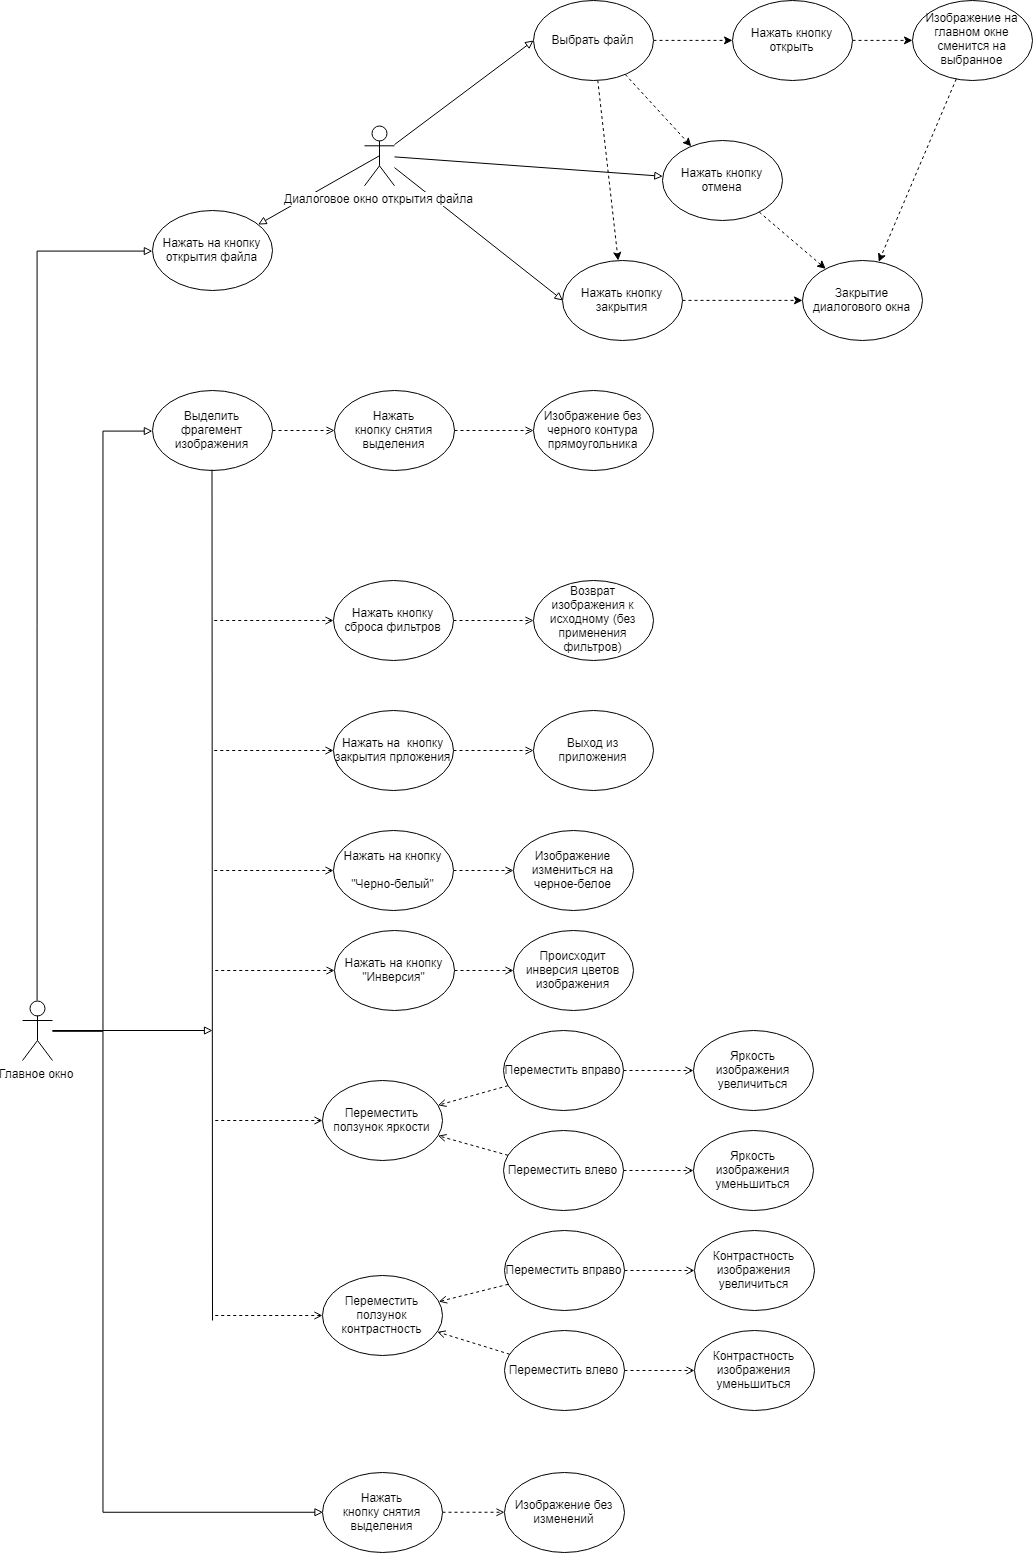 Выбрать файл
Нажать кнопку
открыть
Изображение на
главном окне
сменится на
выбранное
Диалоговое окно открытия файла
Нажать кнопку
отмена
Нажать на кнопку
открытия файла
Нажать кнопку
закрытия
Закрытие
диалогового окна
Выделить
фрагемент
изображения
Нажать
кнопку снятия
выделения
Изображение без
черного контура
прямоугольника
Нажать кнопку
сброса фильтров
Возврат
изображения к
исходному (без
применения
фильтров)
Нажать на кнопку
закрытия прложения
Выход из
приложения
Нажать на кнопку
"Черно-белый"
Изображение
измениться на
черное-белое
Нажать на кнопку
"Инверсия"
Происходит
инверсия цветов
изображения
Главное окно
Переместить
ползунок яркости
Переместить вправо
Яркость
изображения
увеличиться
Переместить влево
Яркость
изображения
уменьшиться
Переместить
ползунок
контрастность
Переместить вправо
Контрастность
изображения
увеличиться
Переместить влево
Контрастность
изображения
уменьшиться
Нажать
кнопку снятия
выделения
Изображение без
изменений